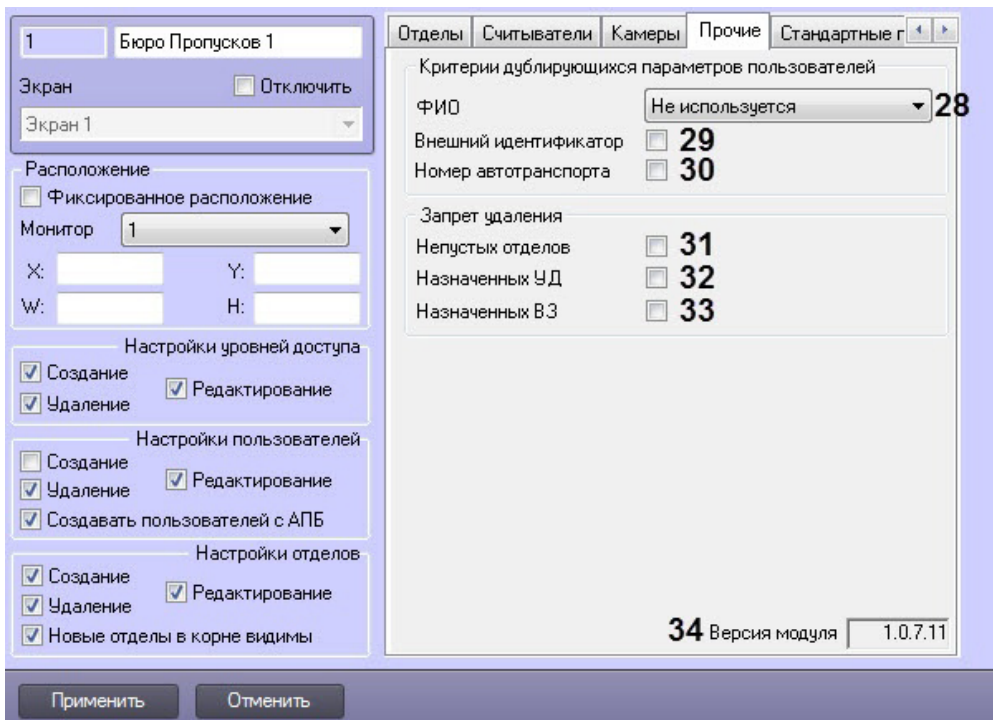 1
Бюро Пропусков 1
Экран
Отключить
Экран 1
Расположение
Фиксированное расположение
Монитор 1
X:
Y:
W:
H:
Настройки уровней доступа
Создание
Редактирование
Удаление
Настройки пользователей
Создание
Редактирование
Удаление
Создавать пользователей с АПБ
Настройки отделов
Создание
Редактирование
Удаление
Новые отделы в корне видимы
Отделы
Считыватели
Камеры
Прочие
Стандартные г
Критерии дублирующихся параметров пользователей
ФИО Не используется 28
Внешний идентификатор 29
Номер автотранспорта 30
Запрет удаления
Непустых отделов 31
Назначенных УД 32
Назначенных ВЗ 33
34 Версия модуля 1.0.7.11
Применить
Отменить